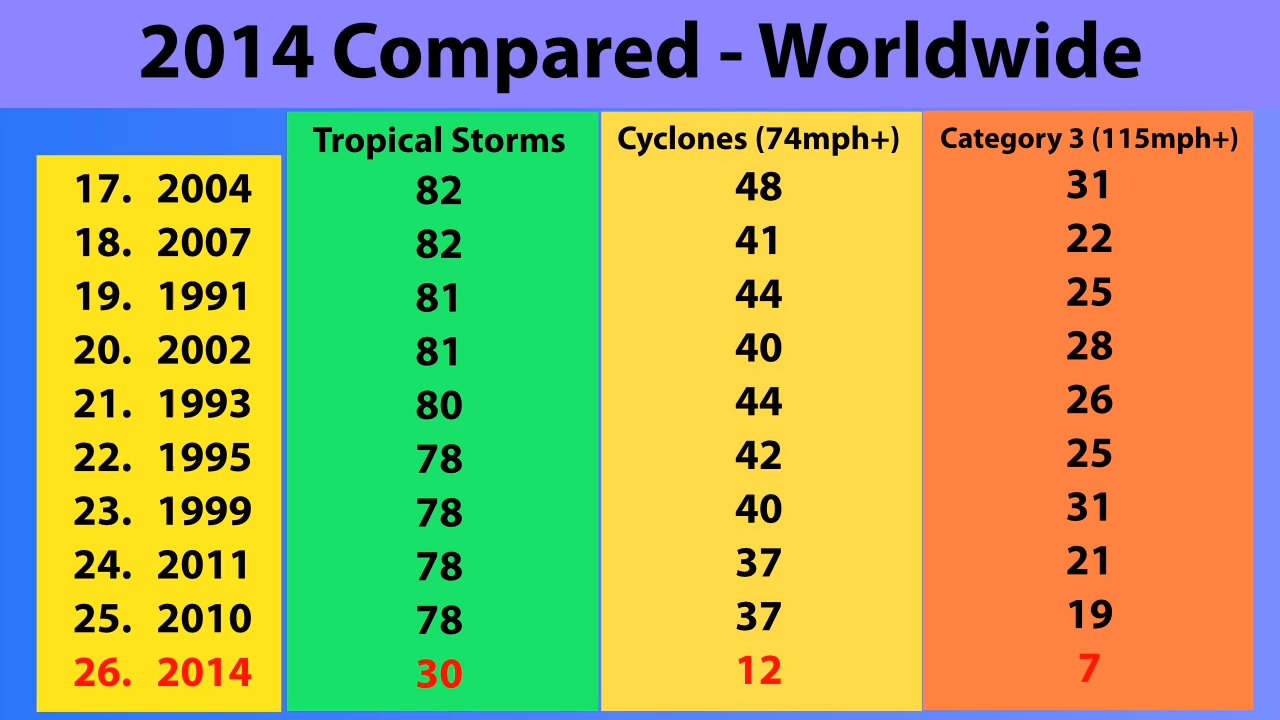 2014 Compared - Worldwide
Tropical Storms Cyclones (74mph+) Category 3 (115mph+)
17. 2004 82 48 31
18. 2007 82 41 22
19. 1991 81 44 25
20. 2002 81 40 28
21. 1993 80 44 26
22. 1995 78 42 25
23. 1999 78 40 31
24. 2011 78 37 21
25. 2010 78 37 19
26. 2014 30 12 7